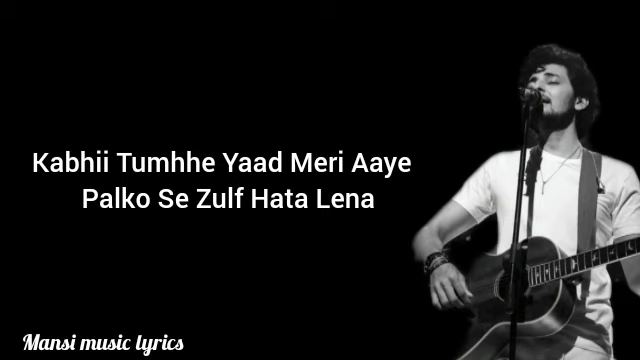 Kabhii Tumhhe Yaad Meri Aaye
Palko Se Zulf Hata Lena
Mansi music lyrics